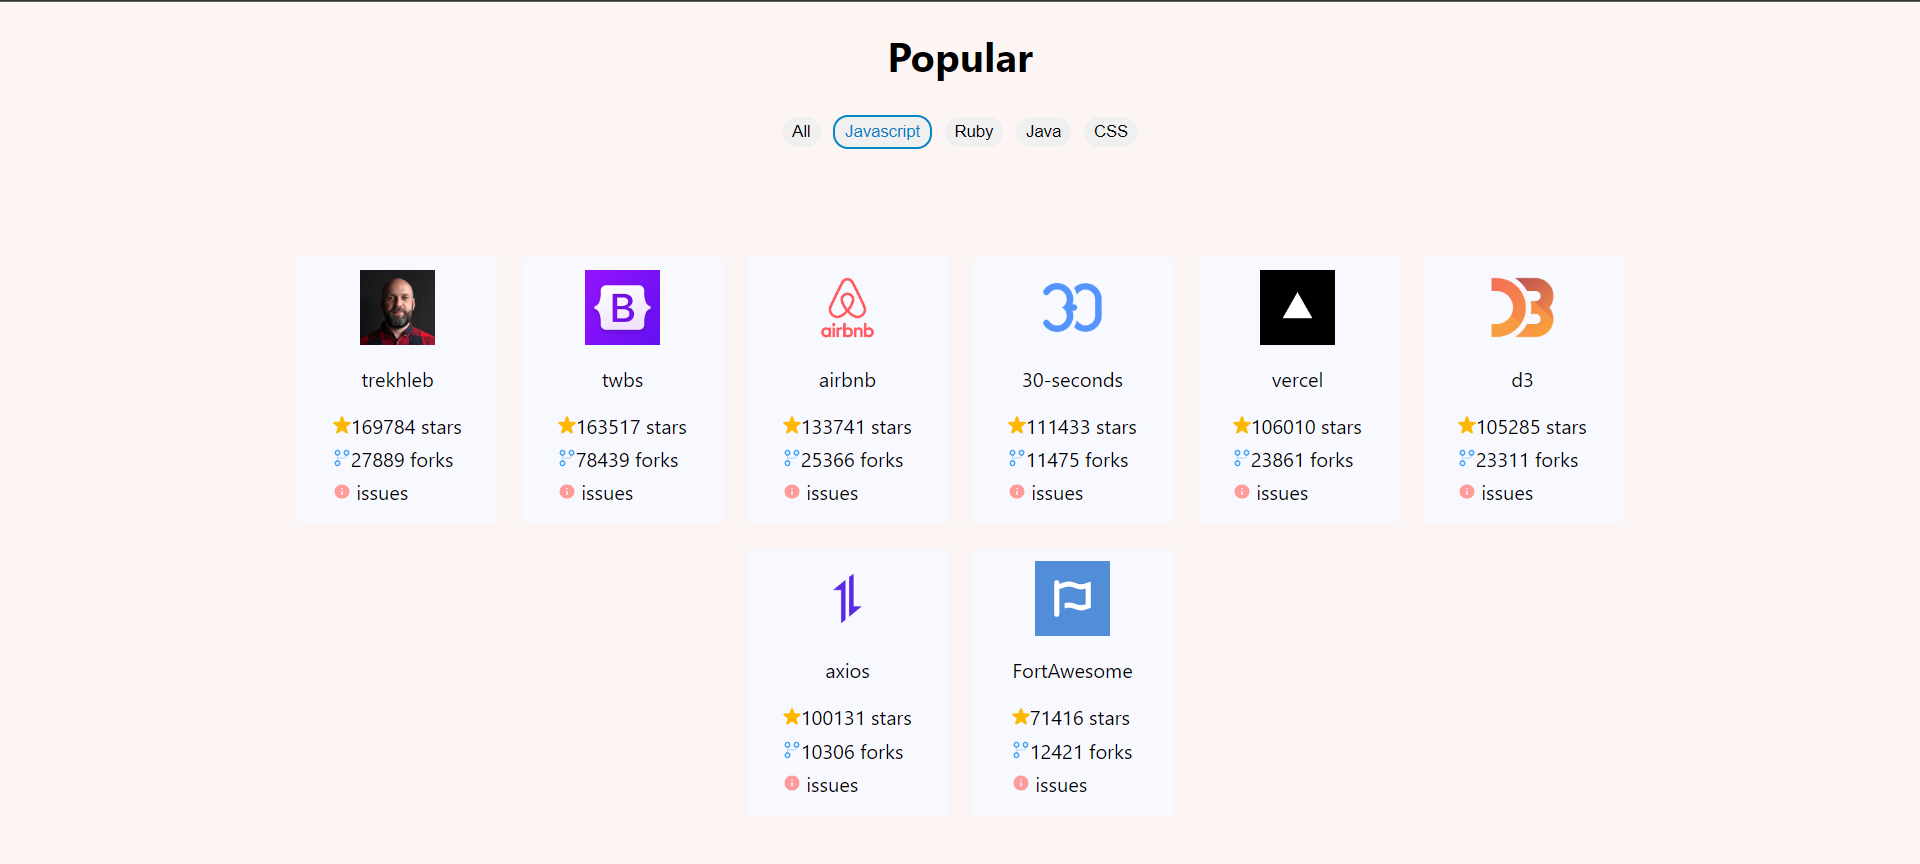 Popular
All Javascript Ruby Java CSS
B
airbnb
30
D3
trekhleb
twbs
airbnb
30-seconds
vercel
d3
169784 stars
27889 forks
issues
163517 stars
78439 forks
issues
133741 stars
25366 forks
issues
111433 stars
11475 forks
issues
106010 stars
23861 forks
issues
105285 stars
23311 forks
issues
axios
100131 stars
10306 forks
issues
FortAwesome
71416 stars
12421 forks
issues